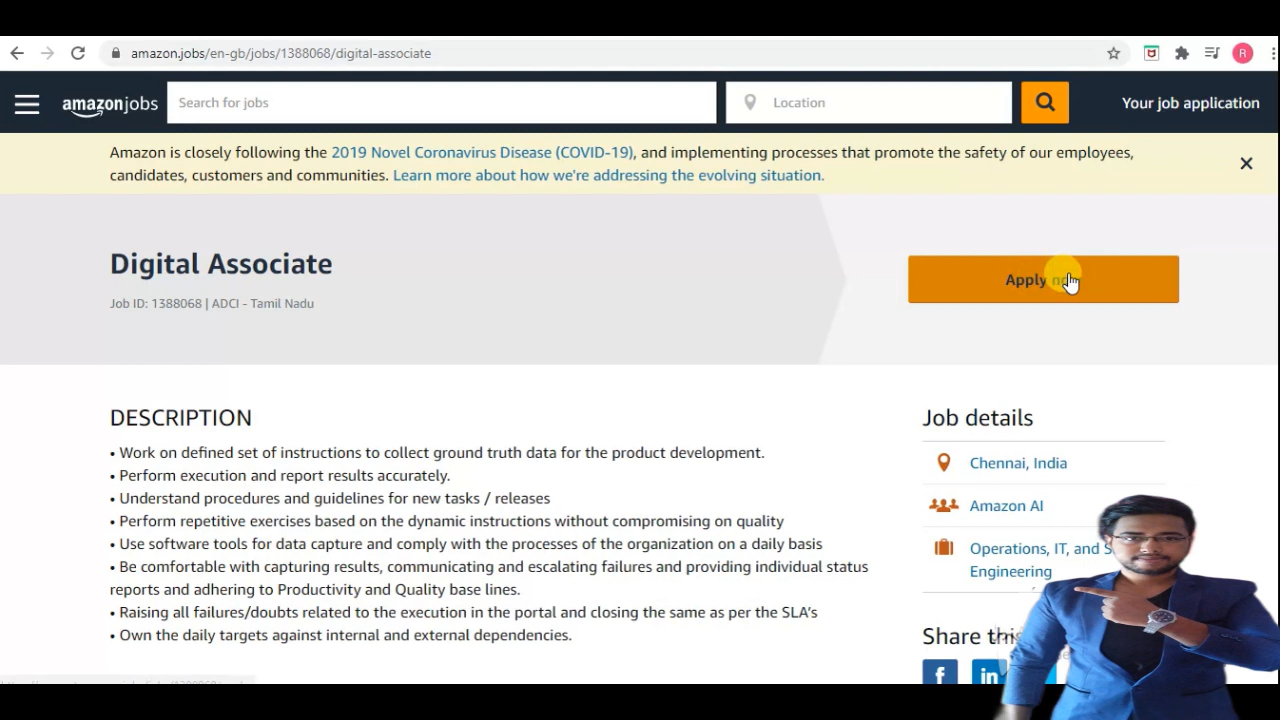 amazon.jobs/en-gb/jobs/1388068/digital-associate
R
amazonjobs
Search for jobs
Location
Your job application
Amazon is closely following the 2019 Novel Coronavirus Disease (COVID-19), and implementing processes that promote the safety of our employees,
candidates, customers and communities. Learn more about how we're addressing the evolving situation.
Digital Associate
Apply
Job ID: 1388068 | ADCI - Tamil Nadu
DESCRIPTION
• Work on defined set of instructions to collect ground truth data for the product development.
• Perform execution and report results accurately.
• Understand procedures and guidelines for new tasks / releases
• Perform repetitive exercises based on the dynamic instructions without compromising on quality
• Use software tools for data capture and comply with the processes of the organization on a daily basis
• Be comfortable with capturing results, communicating and escalating failures and providing individual status
reports and adhering to Productivity and Quality base lines.
• Raising all failures/doubts related to the execution in the portal and closing the same as per the SLA's
• Own the daily targets against internal and external dependencies.
Job details
Chennai, India
Amazon AI
Operations, IT, and S
Engineering
Share this
f
in